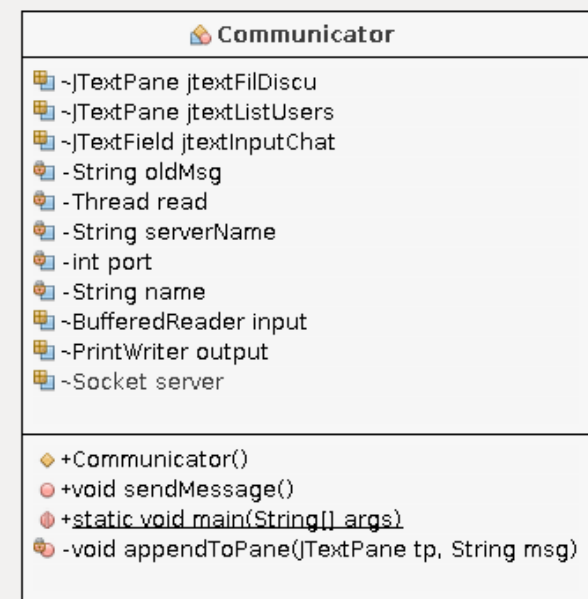 Communicator
~JTextPane jtextFilDiscu
~JTextPane jtextListUsers
~JTextField jtextInputChat
-String oldMsg
-Thread read
-String serverName
-int port
-String name
~BufferedReader input
~PrintWriter output
~Socket server
+Communicator()
+void sendMessage()
+static void main(String[] args)
-void appendToPane(JTextPane tp, String msg)